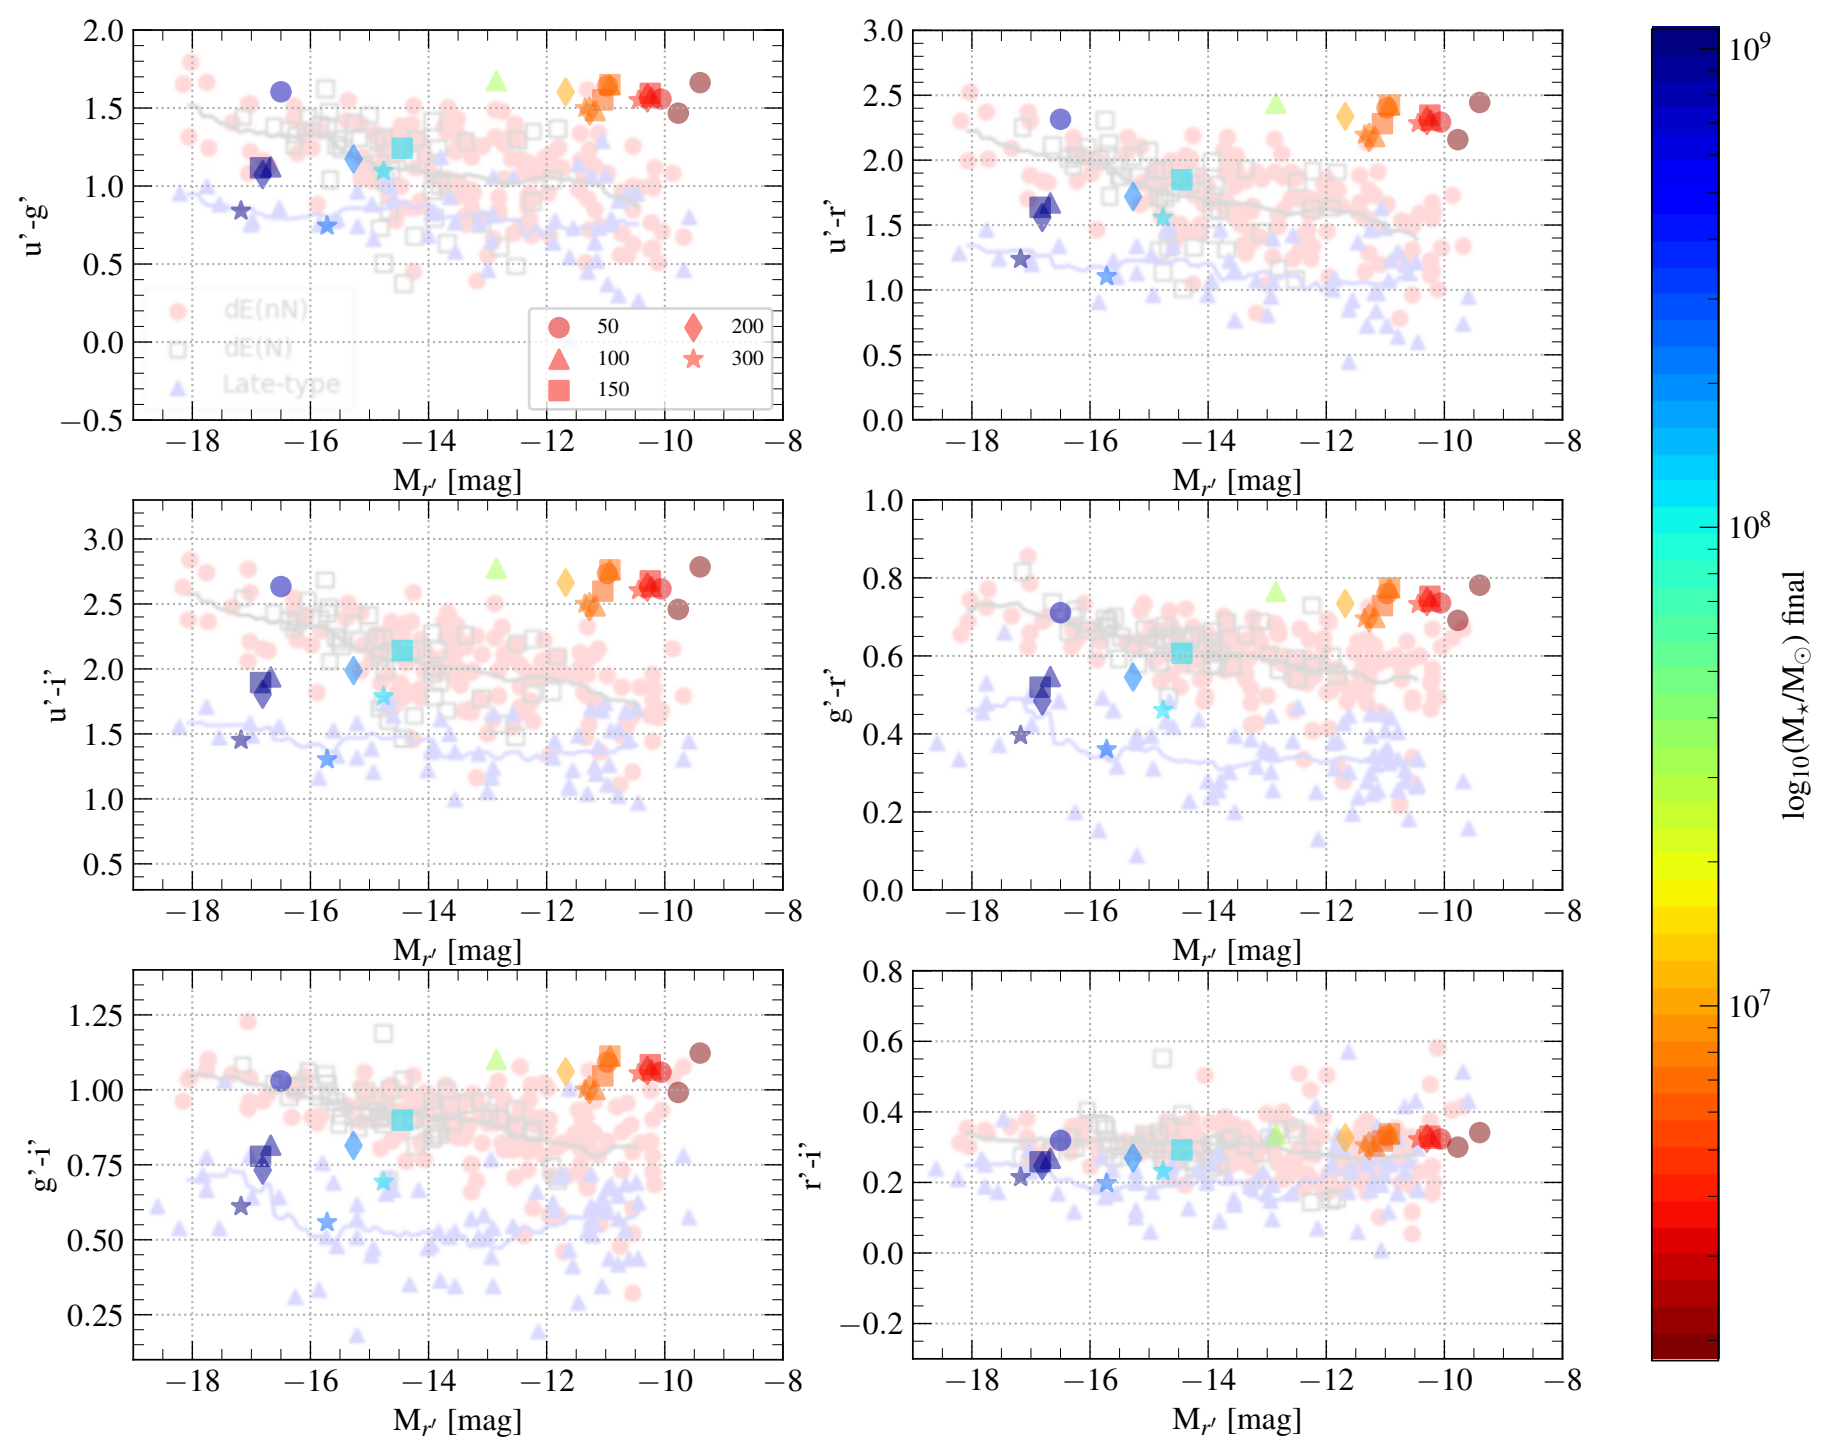 2.0
1.5
1.0
0.5
0.0
−0.5
u’-g’
dE(nN)
dE(N)
Late-type
50
100
150
200
300
−18 −16 −14 −12 −10 −8
M_r′ [mag]
3.0
2.5
2.0
1.5
1.0
0.5
0.0
u’-r’
−18 −16 −14 −12 −10 −8
M_r′ [mag]
3.0
2.5
2.0
1.5
1.0
0.5
u’-i’
−18 −16 −14 −12 −10 −8
M_r′ [mag]
1.0
0.8
0.6
0.4
0.2
0.0
g’-r’
−18 −16 −14 −12 −10 −8
M_r′ [mag]
1.25
1.00
0.75
0.50
0.25
g’-i’
−18 −16 −14 −12 −10 −8
M_r′ [mag]
0.8
0.6
0.4
0.2
0.0
−0.2
r’-i’
−18 −16 −14 −12 −10 −8
M_r′ [mag]
10⁹
10⁸
10⁷
log₁₀(M⋆/M☉) final